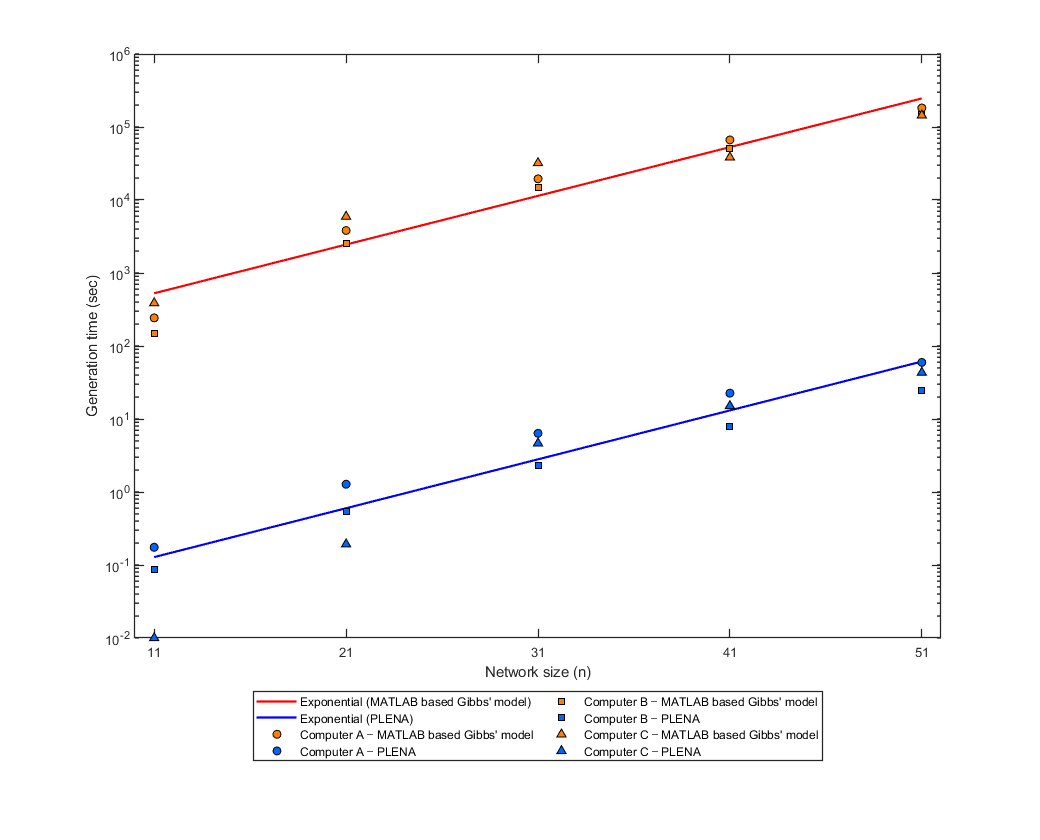 10^6
10^5
10^4
10^3
10^2
10^1
10^0
10^-1
10^-2
Generation time (sec)
11 21 31 41 51
Network size (n)
Exponential (MATLAB based Gibbs' model)
Exponential (PLENA)
Computer A − MATLAB based Gibbs' model
Computer A − PLENA
Computer B − MATLAB based Gibbs' model
Computer B − PLENA
Computer C − MATLAB based Gibbs' model
Computer C − PLENA